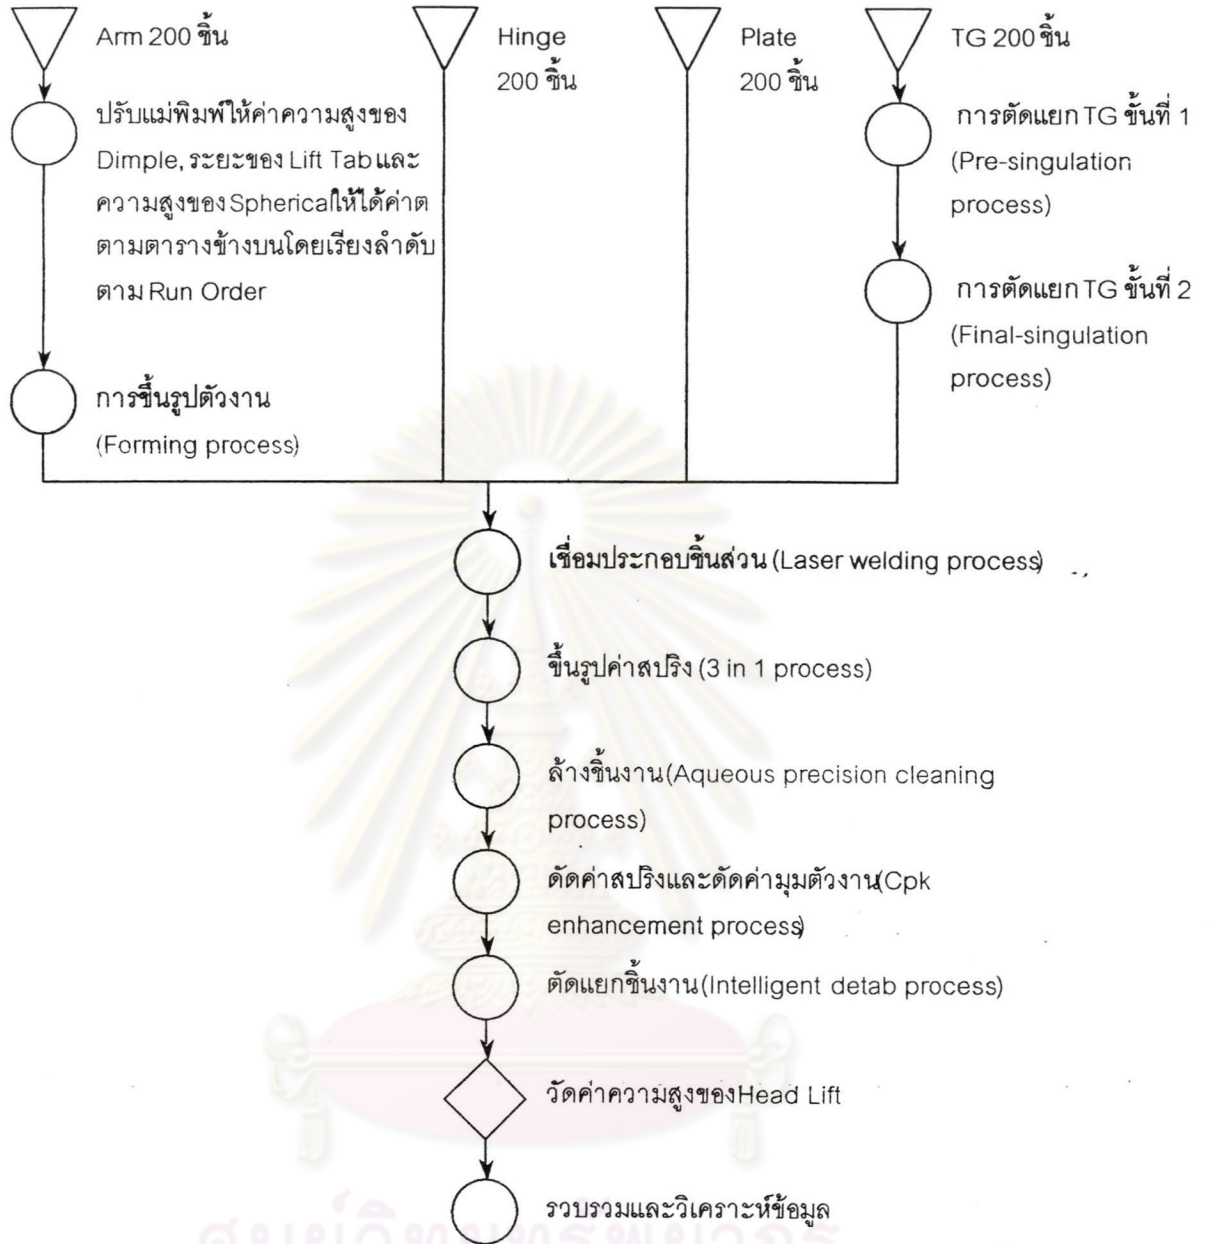 Arm 200 ชิ้น
ปรับแม่พิมพ์ให้ค่าความสูงของ
Dimple, ระยะของ Lift Tab และ
ความสูงของ Sphericalให้ได้ค่าต
ตามตารางข้างบนโดยเรียงลำดับ
ตาม Run Order
การขึ้นรูปตัวงาน
(Forming process)
Hinge
200 ชิ้น
Plate
200 ชิ้น
TG 200 ชิ้น
การตัดแยก TG ขั้นที่ 1
(Pre-singulation
process)
การตัดแยก TG ขั้นที่ 2
(Final-singulation
process)
เชื่อมประกอบชิ้นส่วน (Laser welding process)
ขึ้นรูปค่าสปริง (3 in 1 process)
ล้างชิ้นงาน (Aqueous precision cleaning
process)
ดัดค่าสปริงและดัดค่ามุมตัวงาน(Cpk
enhancement process)
ตัดแยกชิ้นงาน (Intelligent detab process)
วัดค่าความสูงของ Head Lift
รวบรวมและวิเคราะห์ข้อมูล
ศูนย์วิทยทรัพยากร